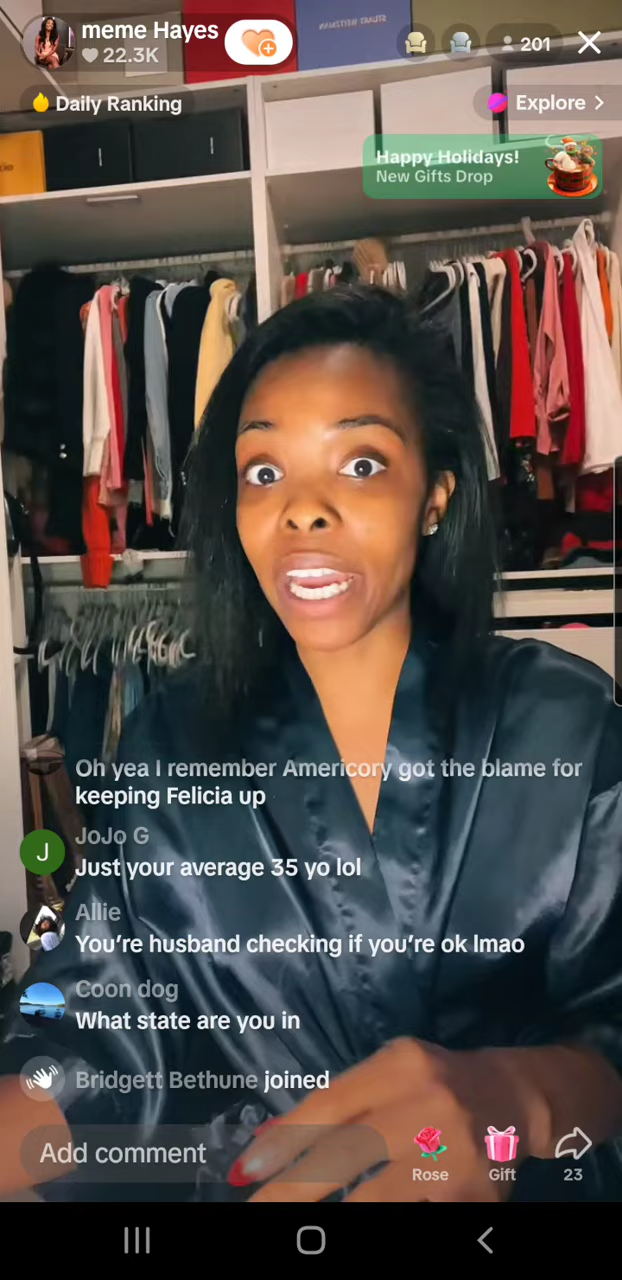 meme Hayes
22.3K
201
Daily Ranking
Explore >
Happy Holidays!
New Gifts Drop
Oh yea I remember Americory got the blame for
keeping Felicia up
JoJo G
J
Just your average 35 yo lol
Allie
You're husband checking if you're ok lmao
Coon dog
What state are you in
Bridgett Bethune joined
Add comment
Rose
Gift
23